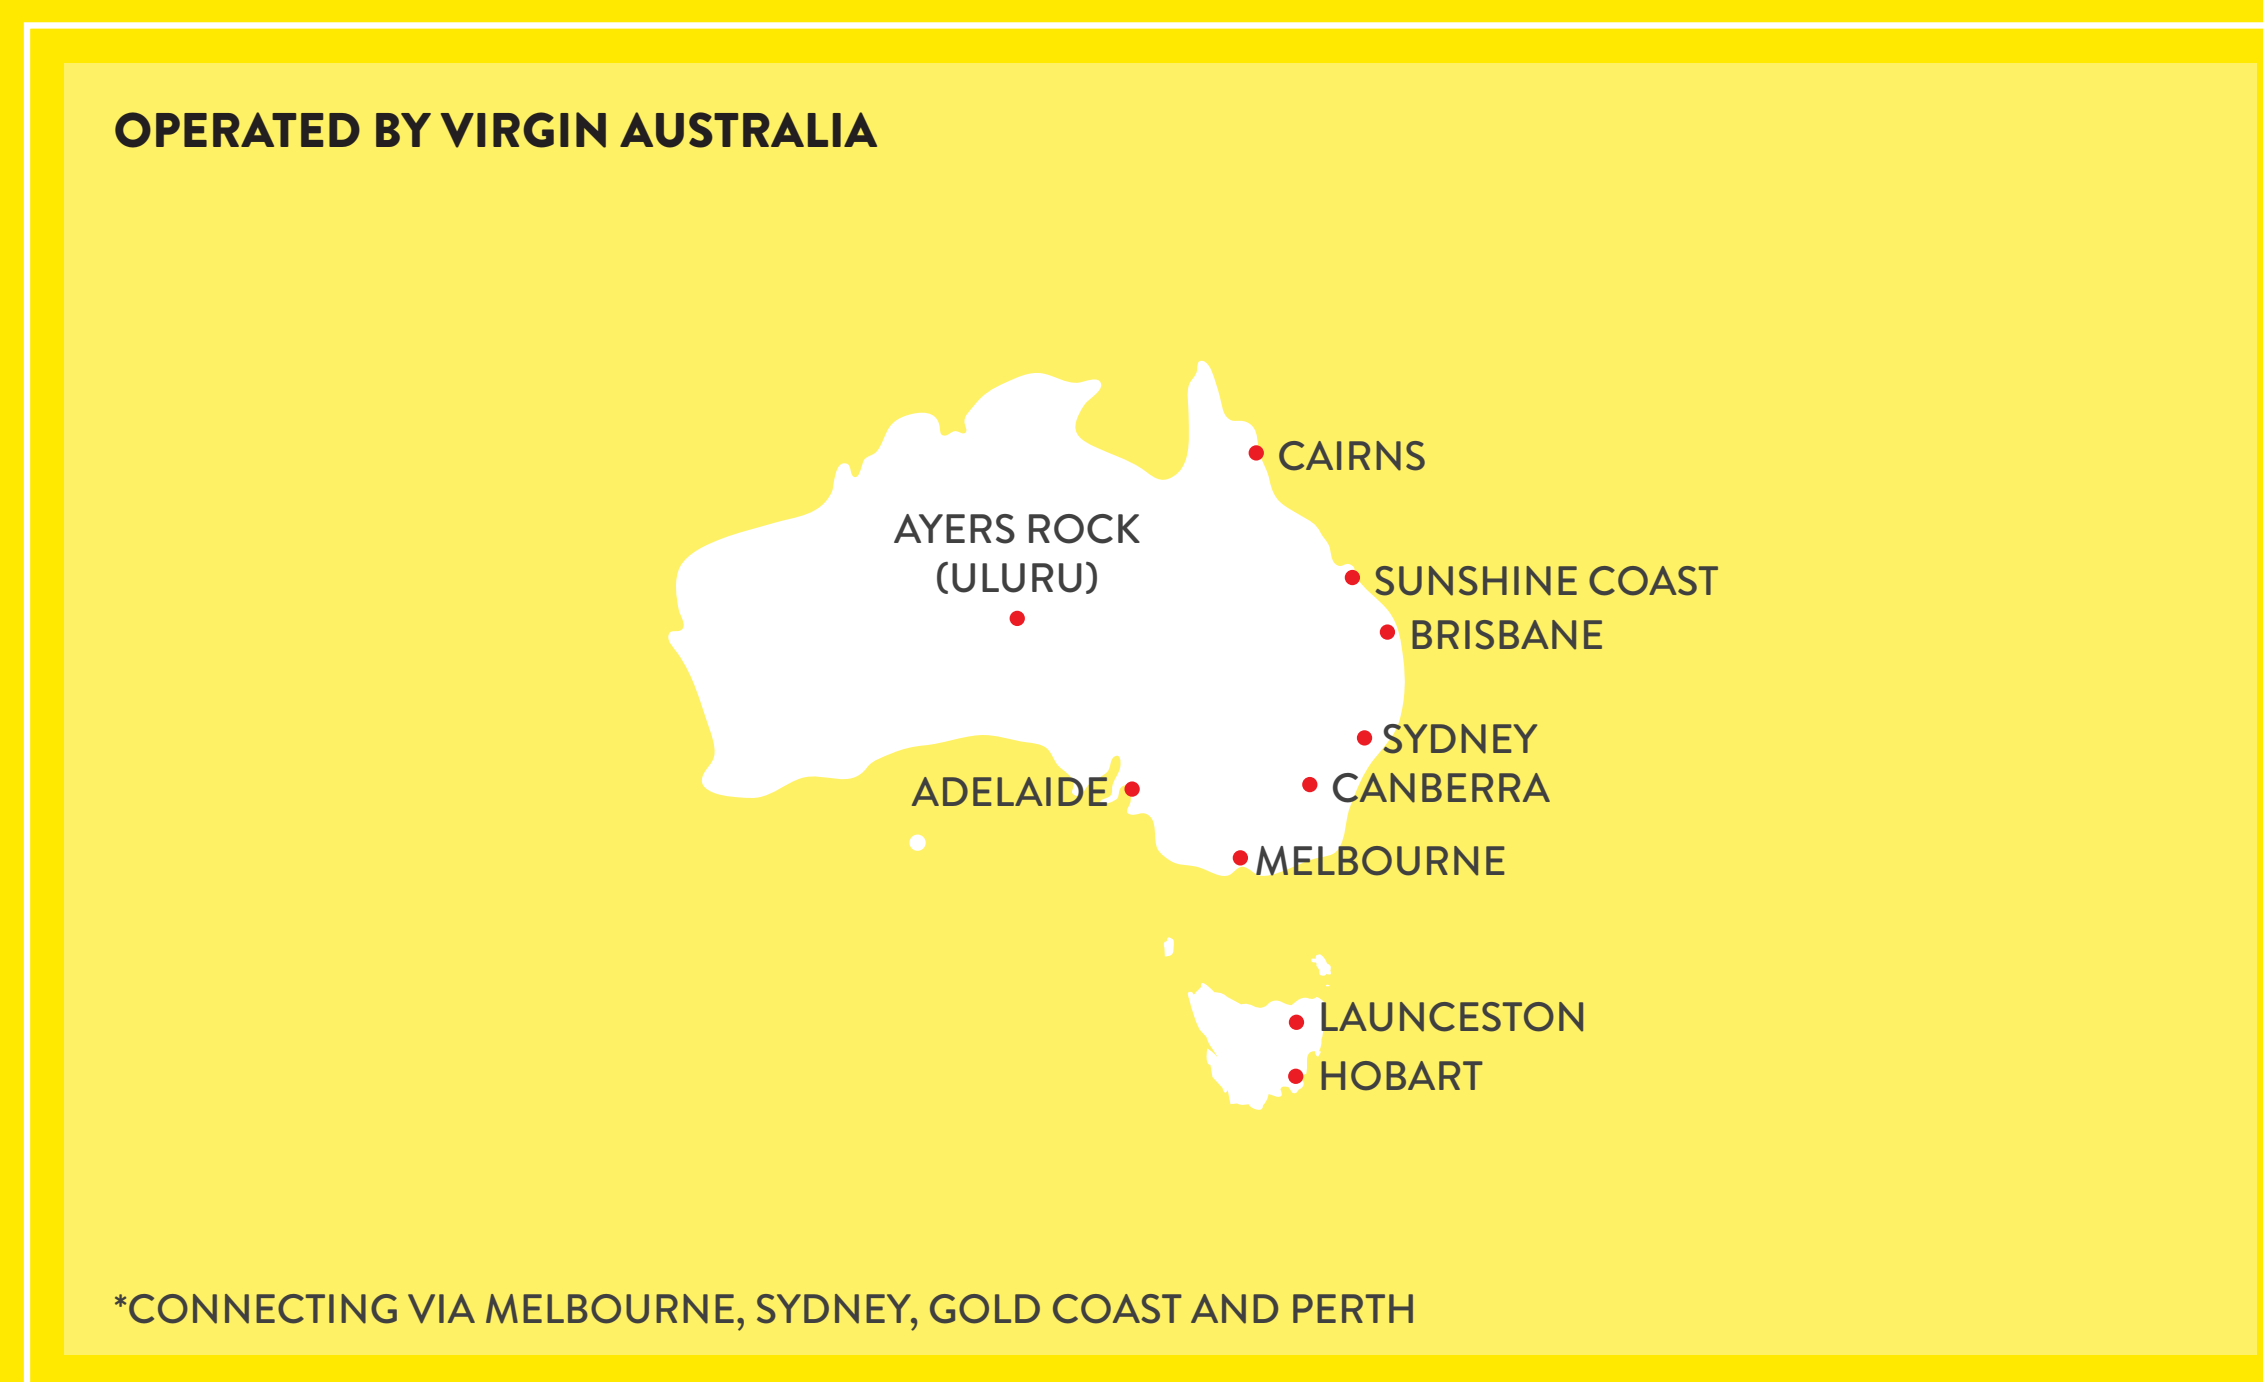 OPERATED BY VIRGIN AUSTRALIA
CAIRNS
AYERS ROCK
(ULURU)
SUNSHINE COAST
BRISBANE
SYDNEY
ADELAIDE
CANBERRA
MELBOURNE
LAUNCESTON
HOBART
*CONNECTING VIA MELBOURNE, SYDNEY, GOLD COAST AND PERTH